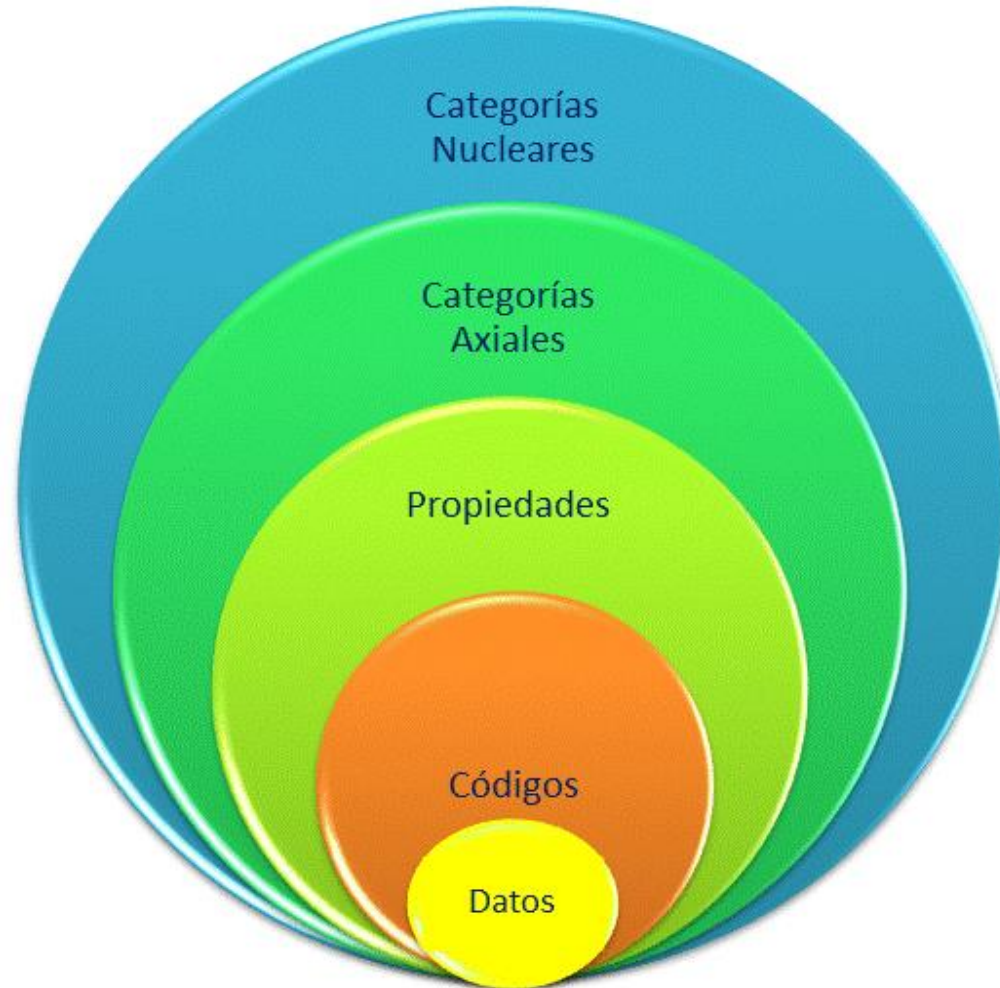 Categorías
Nucleares
Categorías
Axiales
Propiedades
Códigos
Datos